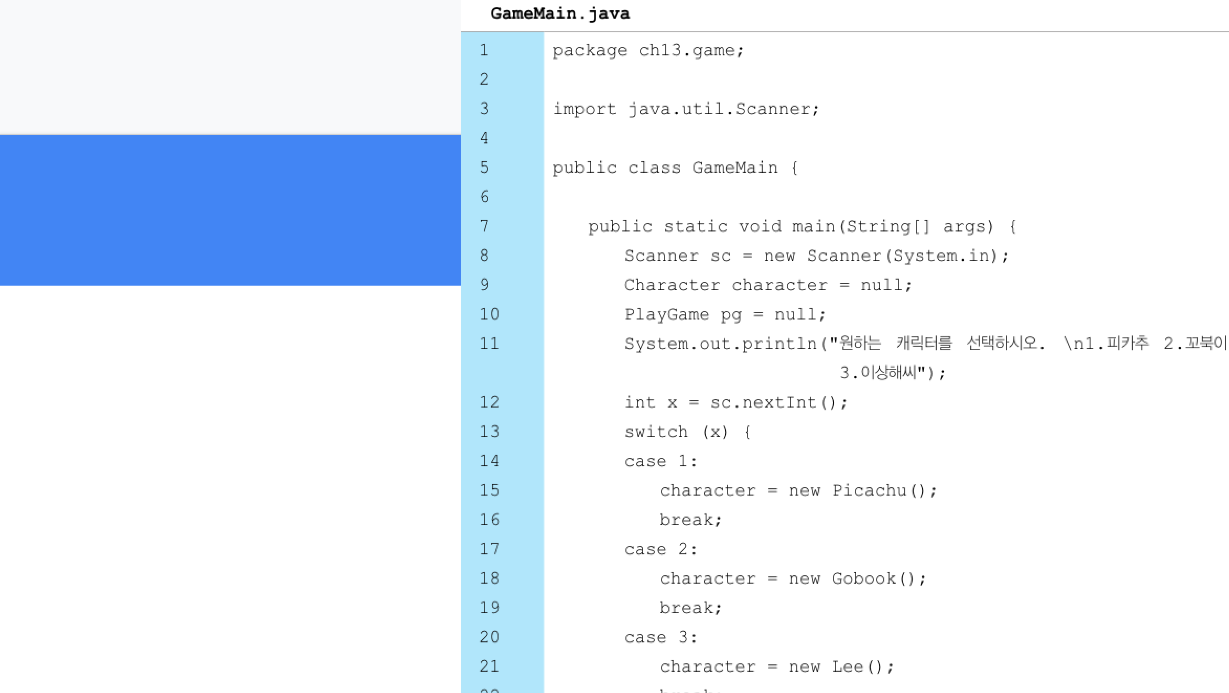 GameMain.java
1 package ch13.game;
2
3 import java.util.Scanner;
4
5 public class GameMain {
6
7 public static void main(String[] args) {
8 Scanner sc = new Scanner(System.in);
9 Character character = null;
10 PlayGame pg = null;
11 System.out.println("원하는 캐릭터를 선택하시오. \n1.피카추 2.꼬북이
3.이상해씨");
12 int x = sc.nextInt();
13 switch (x) {
14 case 1:
15 character = new Picachu();
16 break;
17 case 2:
18 character = new Gobook();
19 break;
20 case 3:
21 character = new Lee();